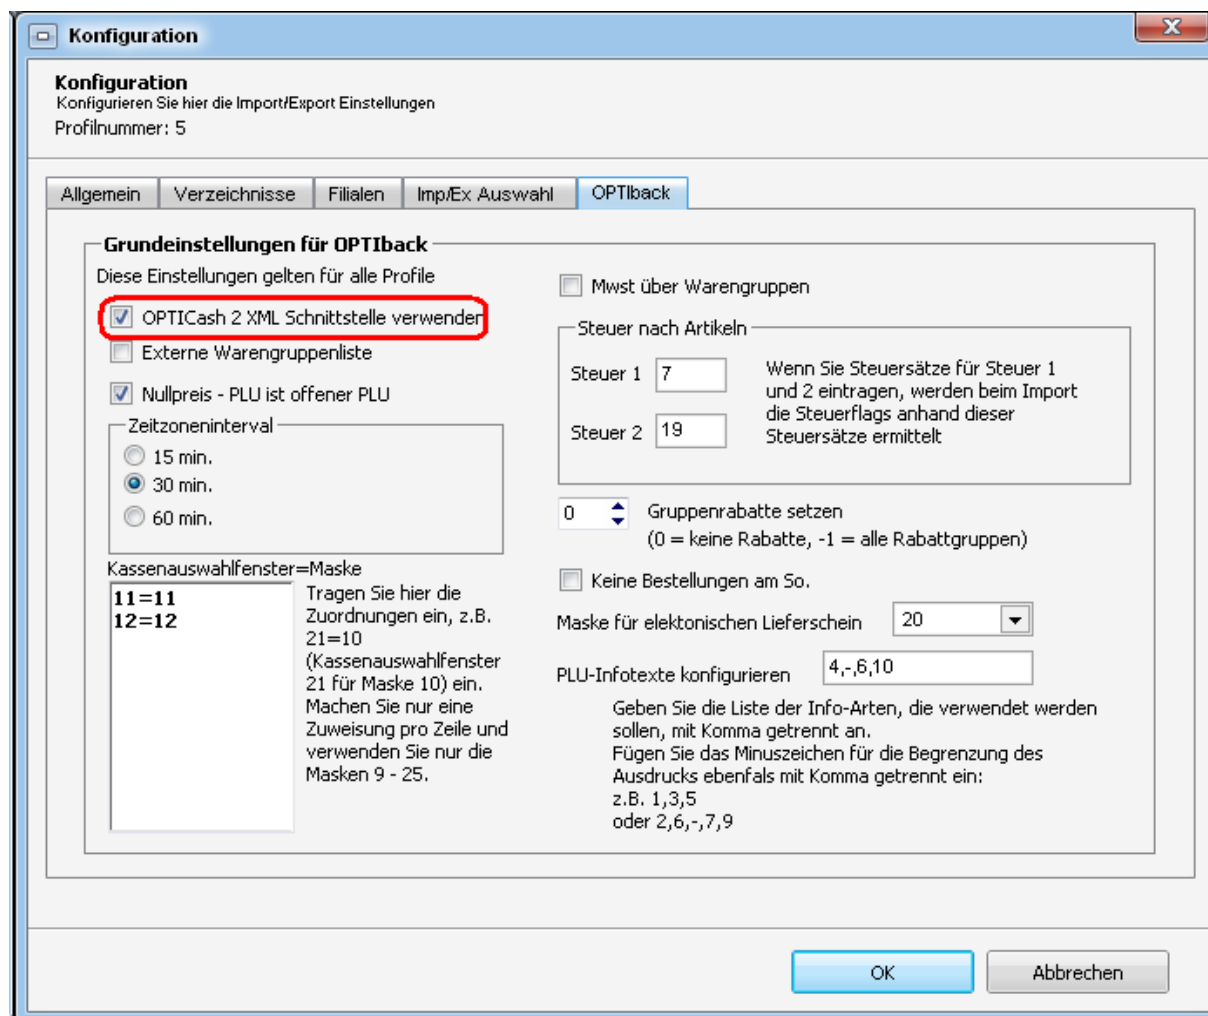 Konfiguration
Konfiguration
Konfigurieren Sie hier die Import/Export Einstellungen
Profilnummer: 5
Allgemein Verzeichnisse Filialen Imp/Ex Auswahl OPTIback
Grundeinstellungen für OPTIback
Diese Einstellungen gelten für alle Profile
OPTICash 2 XML Schnittstelle verwenden
Externe Warengruppenliste
Nullpreis - PLU ist offener PLU
Zeitzoneninterval
15 min.
30 min.
60 min.
Kassenauswahlfenster=Maske
11=11
12=12
Tragen Sie hier die
Zuordnungen ein, z.B.
21=10
(Kassenauswahlfenster
21 für Maske 10) ein.
Machen Sie nur eine
Zuweisung pro Zeile und
verwenden Sie nur die
Masken 9 - 25.
Mwst über Warengruppen
Steuer nach Artikeln
Steuer 1 7
Steuer 2 19
Wenn Sie Steuersätze für Steuer 1
und 2 eintragen, werden beim Import
die Steuerflags anhand dieser
Steuersätze ermittelt
0 Gruppenrabatte setzen
(0 = keine Rabatte, -1 = alle Rabattgruppen)
Keine Bestellungen am So.
Maske für elektonischen Lieferschein 20
PLU-Infotexte konfigurieren 4,-,6,10
Geben Sie die Liste der Info-Arten, die verwendet werden
sollen, mit Komma getrennt an.
Fügen Sie das Minuszeichen für die Begrenzung des
Ausdrucks ebenfals mit Komma getrennt ein:
z.B. 1,3,5
oder 2,6,-,7,9
OK Abbrechen